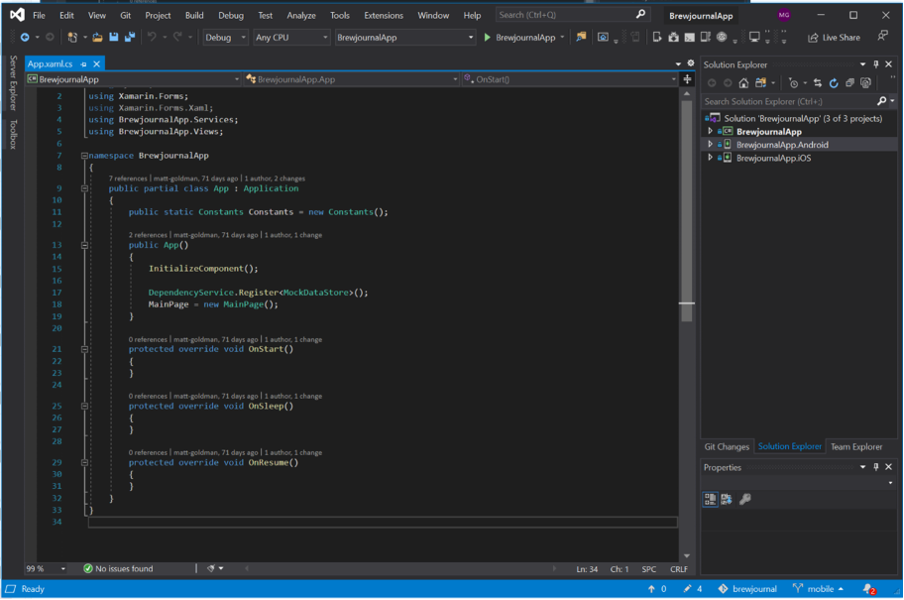 File Edit View Git Project Build Debug Test Analyze Tools Extensions Window Help Search (Ctrl+Q) BrewjournalApp MG
Debug Any CPU BrewjournalApp BrewjournalApp Live Share
Server Explorer
Toolbox
App.xaml.cs
BrewjournalApp BrewjournalApp.App OnStart()
2 using Xamarin.Forms;
3 using Xamarin.Forms.Xaml;
4 using BrewjournalApp.Services;
5 using BrewjournalApp.Views;
6
7 namespace BrewjournalApp
8 {
7 references | matt-goldman, 71 days ago | 1 author, 2 changes
9 public partial class App : Application
10 {
11 public static Constants Constants = new Constants();
12
2 references | matt-goldman, 71 days ago | 1 author, 1 change
13 public App()
14 {
15 InitializeComponent();
16
17 DependencyService.Register<MockDataStore>();
18 MainPage = new MainPage();
19 }
20
0 references | matt-goldman, 71 days ago | 1 author, 1 change
21 protected override void OnStart()
22 {
23 }
24
0 references | matt-goldman, 71 days ago | 1 author, 1 change
25 protected override void OnSleep()
26 {
27 }
28
0 references | matt-goldman, 71 days ago | 1 author, 1 change
29 protected override void OnResume()
30 {
31 }
32 }
33 }
34
99 % No issues found Ln: 34 Ch: 1 SPC CRLF
Solution Explorer
Search Solution Explorer (Ctrl+;)
Solution 'BrewjournalApp' (3 of 3 projects)
BrewjournalApp
BrewjournalApp.Android
BrewjournalApp.iOS
Git Changes Solution Explorer Team Explorer
Properties
Ready 0 4 brewjournal mobile 2